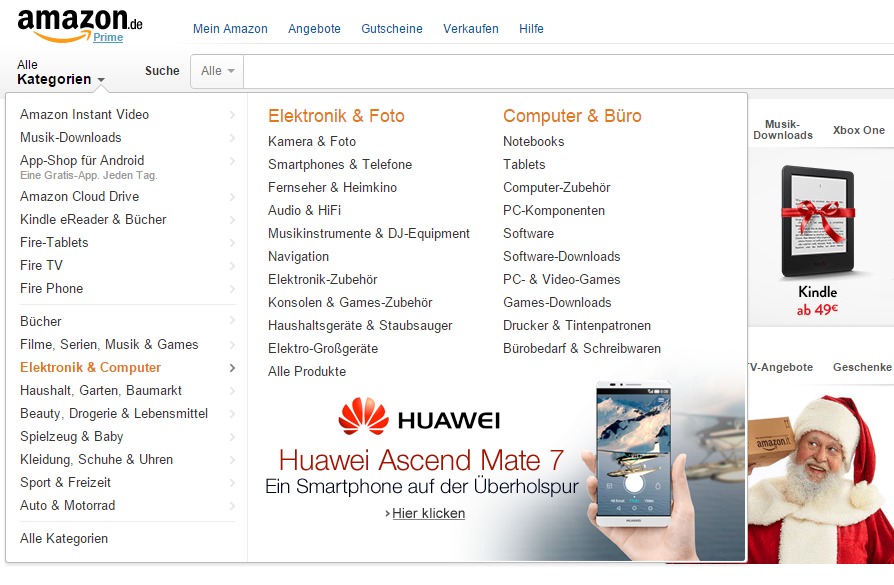 amazon.de
Prime
Mein Amazon Angebote Gutscheine Verkaufen Hilfe
Alle
Kategorien
Suche
Alle
Amazon Instant Video
Musik-Downloads
App-Shop für Android
Eine Gratis-App. Jeden Tag.
Amazon Cloud Drive
Kindle eReader & Bücher
Fire-Tablets
Fire TV
Fire Phone
Bücher
Filme, Serien, Musik & Games
Elektronik & Computer
Haushalt, Garten, Baumarkt
Beauty, Drogerie & Lebensmittel
Spielzeug & Baby
Kleidung, Schuhe & Uhren
Sport & Freizeit
Auto & Motorrad
Alle Kategorien
Elektronik & Foto
Kamera & Foto
Smartphones & Telefone
Fernseher & Heimkino
Audio & HiFi
Musikinstrumente & DJ-Equipment
Navigation
Elektronik-Zubehör
Konsolen & Games-Zubehör
Haushaltsgeräte & Staubsauger
Elektro-Großgeräte
Alle Produkte
Computer & Büro
Notebooks
Tablets
Computer-Zubehör
PC-Komponenten
Software
Software-Downloads
PC- & Video-Games
Games-Downloads
Drucker & Tintenpatronen
Bürobedarf & Schreibwaren
HUAWEI
Huawei Ascend Mate 7
Ein Smartphone auf der Überholspur
Hier klicken
HUAWEI
Musik-
Downloads
Xbox One
Kindle
ab 49€
TV-Angebote Geschenke